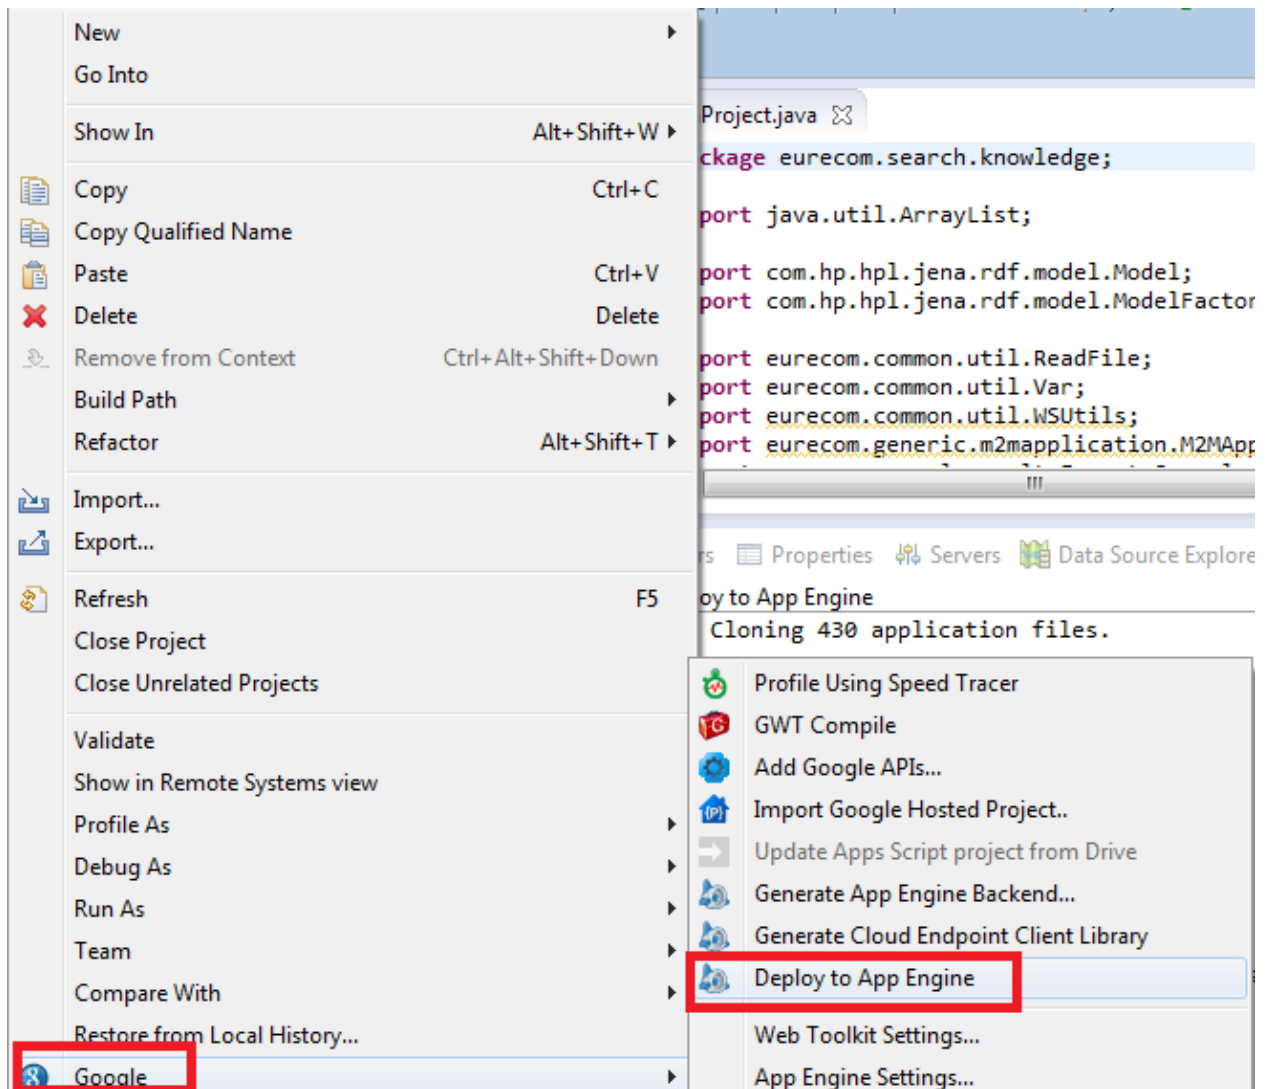 New
Go Into
Show In Alt+Shift+W
Copy Ctrl+C
Copy Qualified Name
Paste Ctrl+V
Delete Delete
Remove from Context Ctrl+Alt+Shift+Down
Build Path
Refactor Alt+Shift+T
Import...
Export...
Refresh F5
Close Project
Close Unrelated Projects
Validate
Show in Remote Systems view
Profile As
Debug As
Run As
Team
Compare With
Restore from Local History...
Google
Project.java
ckage eurecom.search.knowledge;
port java.util.ArrayList;
port com.hp.hpl.jena.rdf.model.Model;
port com.hp.hpl.jena.rdf.model.ModelFactor
port eurecom.common.util.ReadFile;
port eurecom.common.util.Var;
port eurecom.common.util.WSUtils;
port eurecom.generic.m2mapplication.M2MApp
rs Properties Servers Data Source Explore
oy to App Engine
Cloning 430 application files.
Profile Using Speed Tracer
GWT Compile
Add Google APIs...
Import Google Hosted Project..
Update Apps Script project from Drive
Generate App Engine Backend...
Generate Cloud Endpoint Client Library
Deploy to App Engine
Web Toolkit Settings...
App Engine Settings...